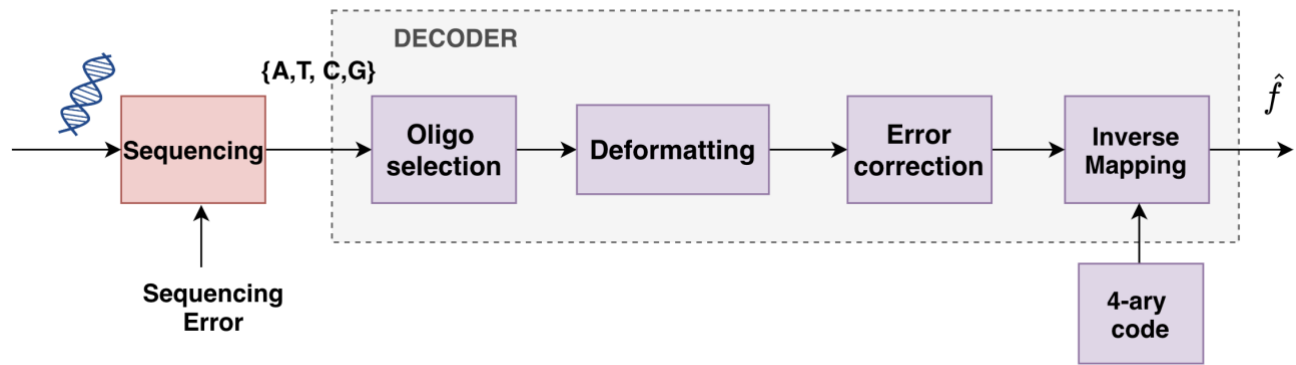 DECODER
{A,T, C,G}
Sequencing
Oligo
selection
Deformatting
Error
correction
Inverse
Mapping
f̂
Sequencing
Error
4-ary
code